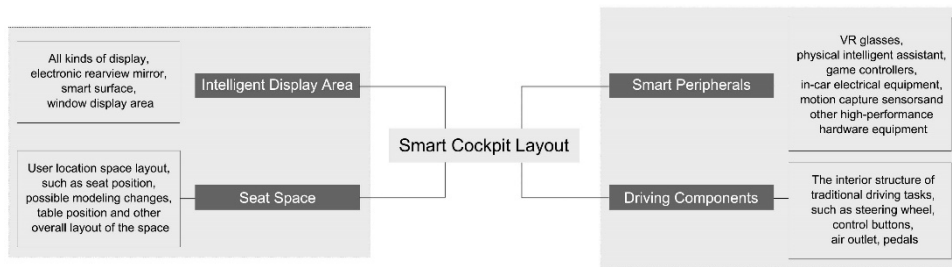 All kinds of display,
electronic rearview mirror,
smart surface,
window display area
Intelligent Display Area
User location space layout,
such as seat position,
possible modeling changes,
table position and other
overall layout of the space
Seat Space
Smart Cockpit Layout
Smart Peripherals
VR glasses,
physical intelligent assistant,
game controllers,
in-car electrical equipment,
motion capture sensorsand
other high-performance
hardware equipment
Driving Components
The interior structure of
traditional driving tasks,
such as steering wheel,
control buttons,
air outlet, pedals